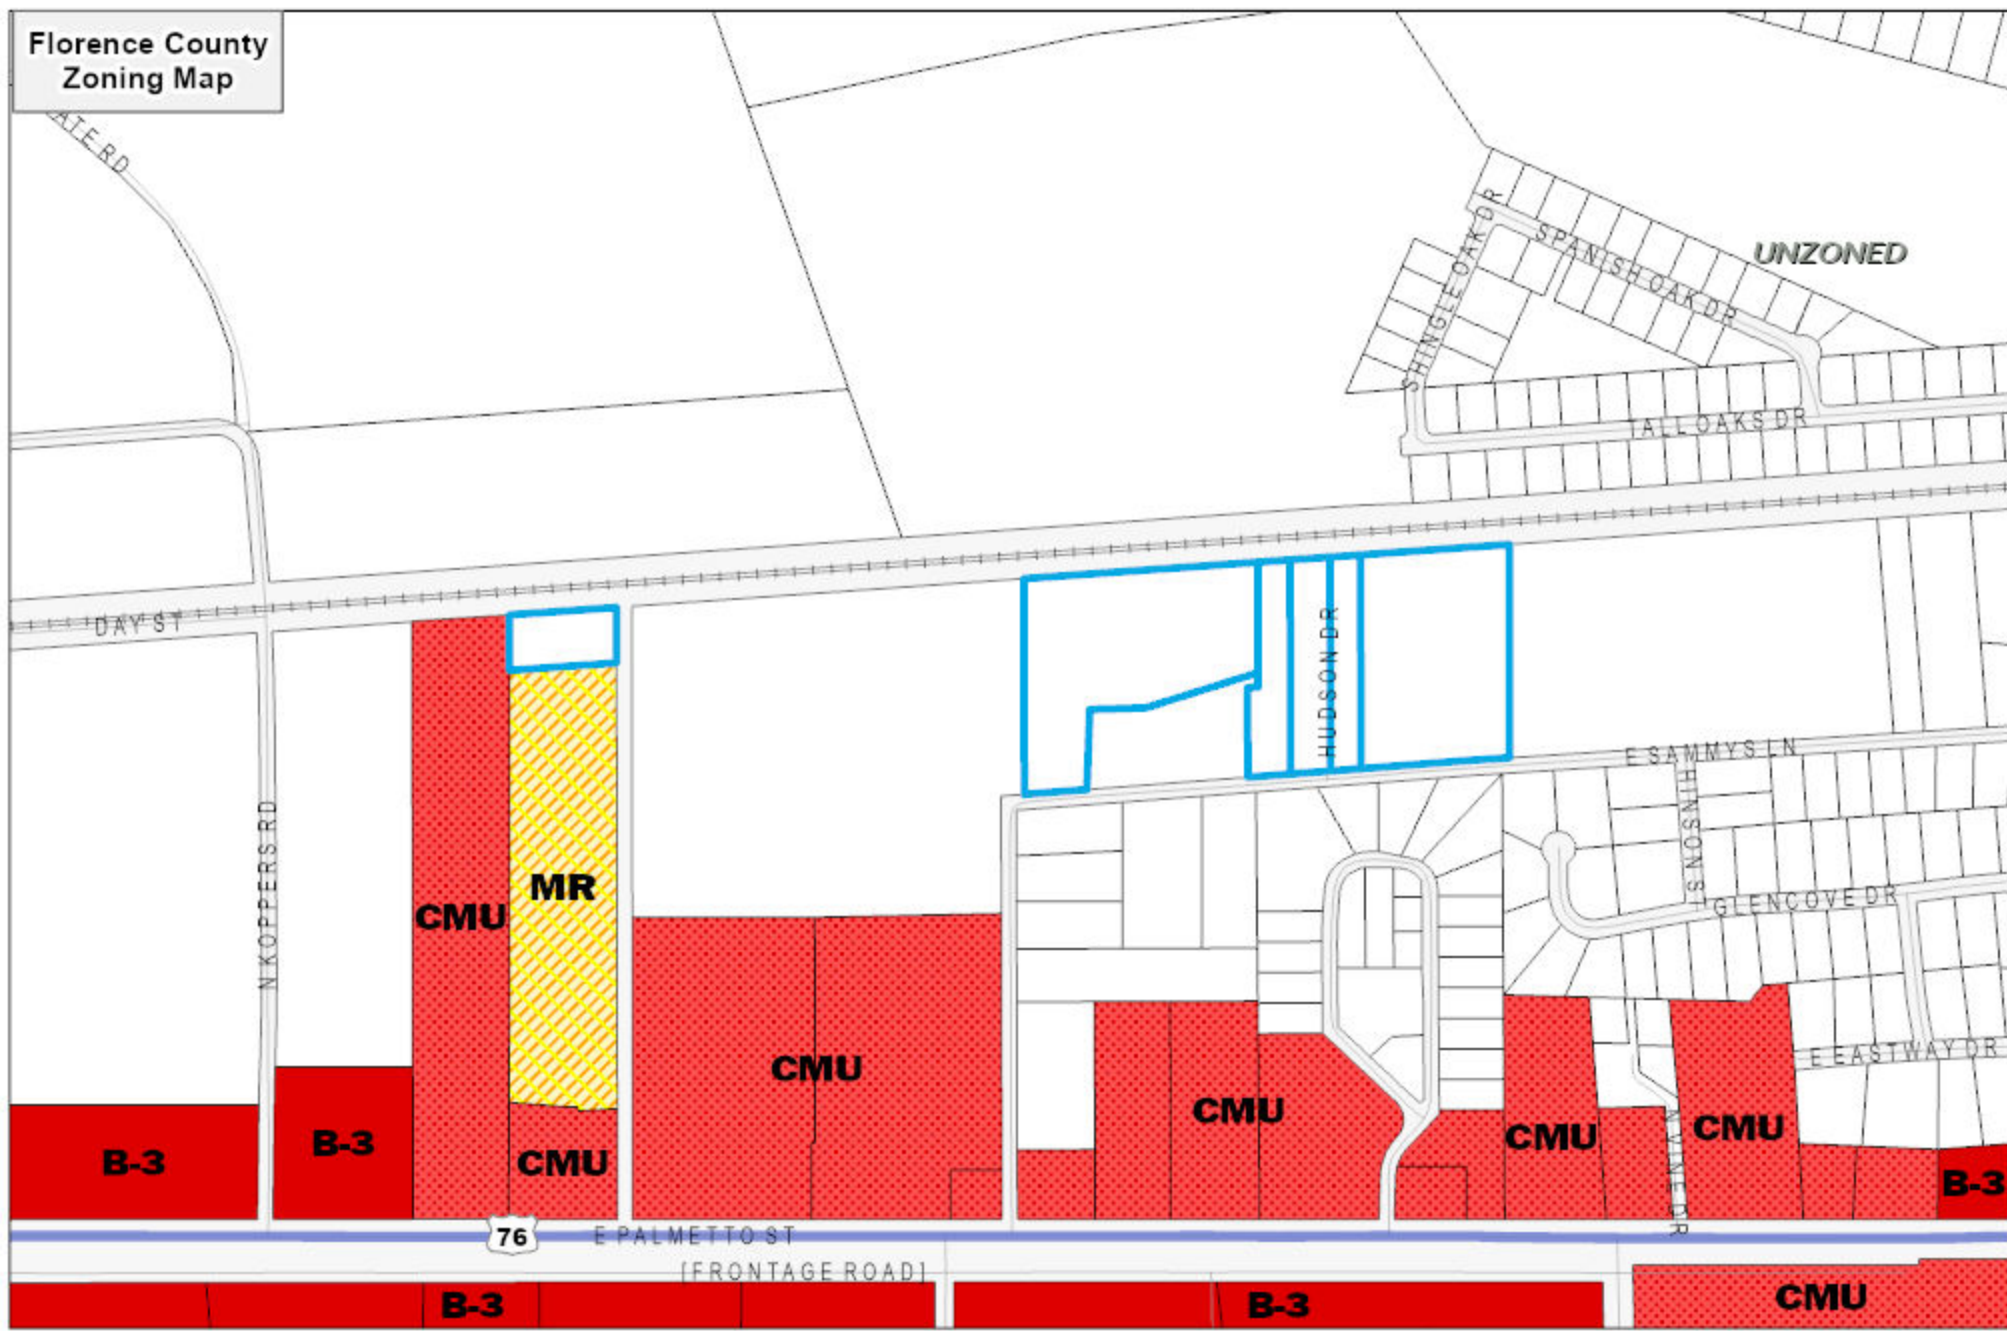 Florence County
Zoning Map
ATE RD
SHINGLE OAK DR
SPANISH OAK DR
UNZONED
TALL OAKS DR
DAY ST
HUDSON DR
E SAMMYS LN
HINSON ST
N KOPPERS RD
MR
CMU
GLENCOVE DR
CMU
CMU
CMU
CMU
E EASTWAY DR
B-3
B-3
CMU
N VINE DR
B-3
76
E PALMETTO ST
[FRONTAGE ROAD]
B-3
B-3
CMU